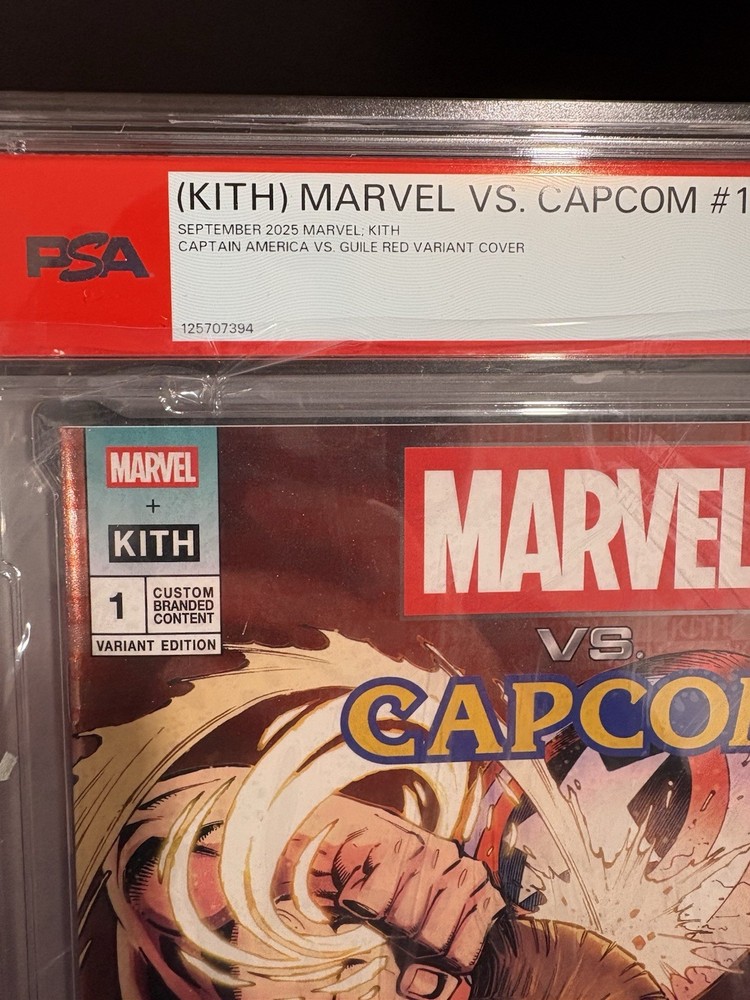 (KITH) MARVEL VS. CAPCOM #1
SEPTEMBER 2025 MARVEL; KITH
CAPTAIN AMERICA VS. GUILE RED VARIANT COVER
PSA
125707394
MARVEL
+
KITH
1
CUSTOM
BRANDED
CONTENT
VARIANT EDITION
MARVEL
VS.
CAPCO